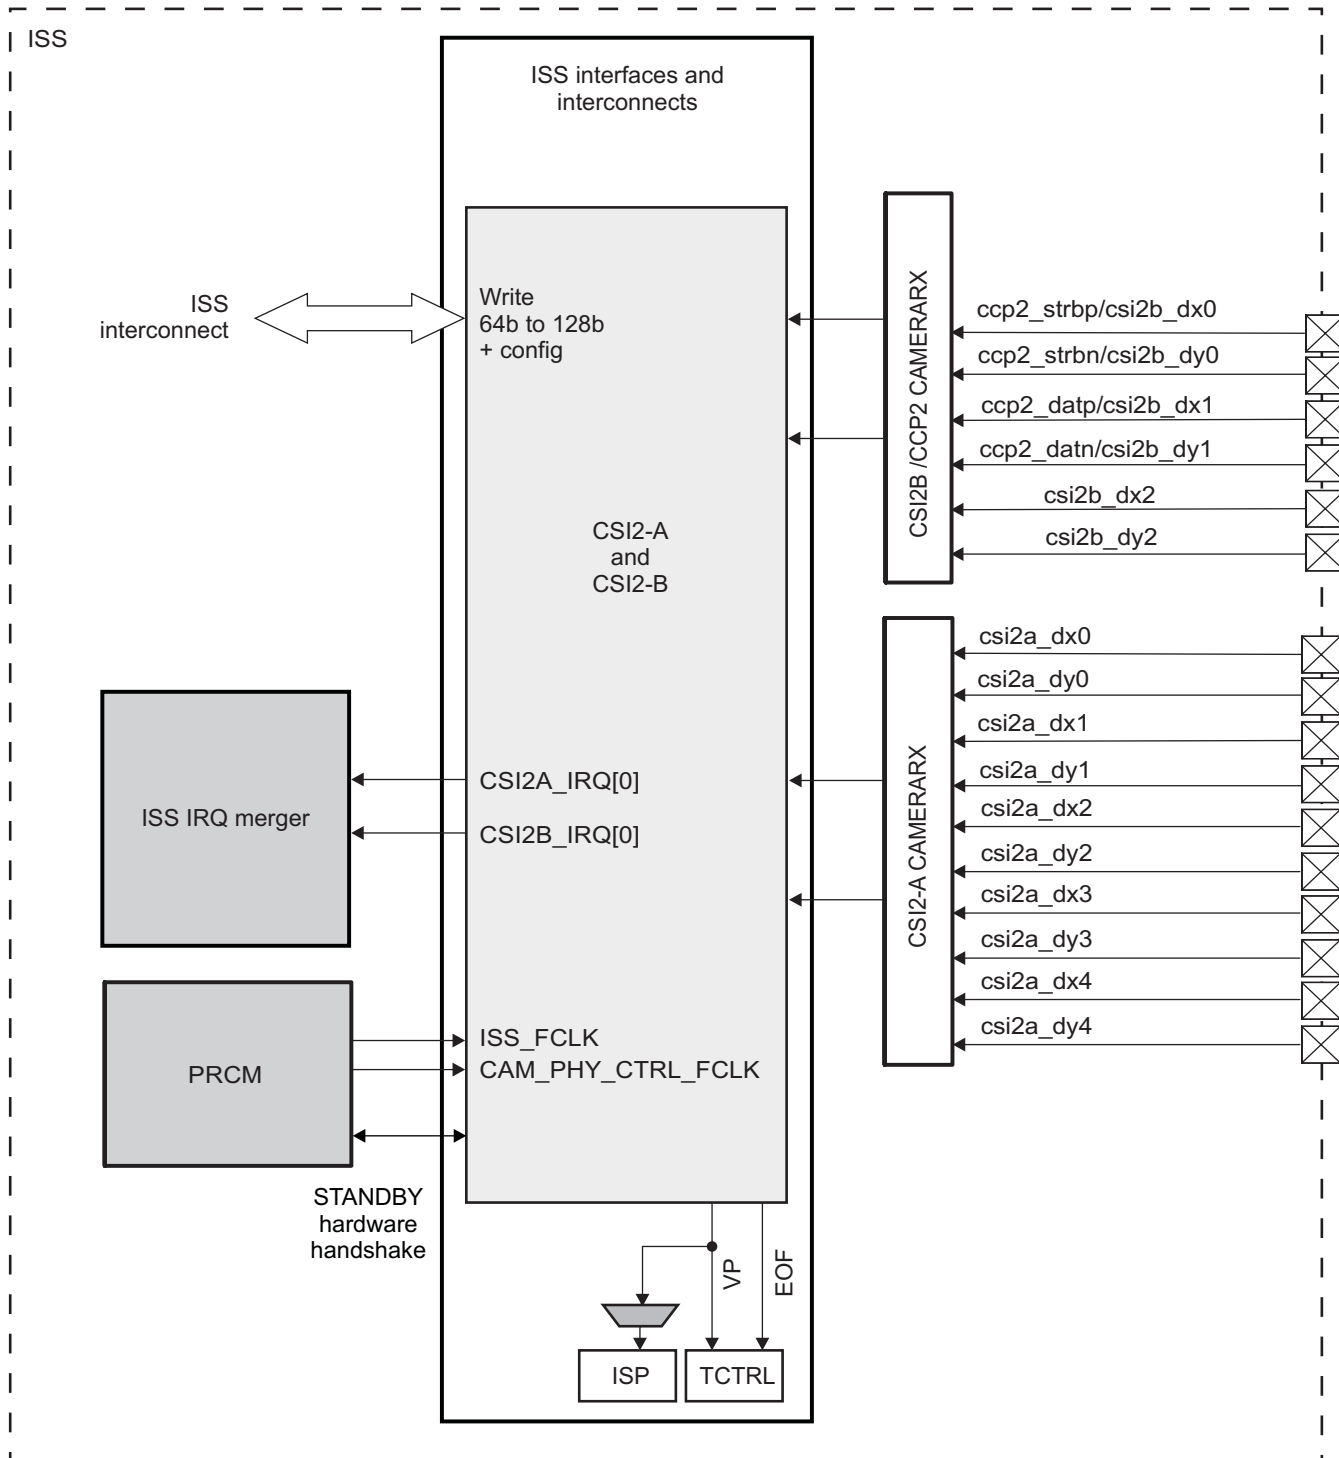 ISS
ISS interfaces and
interconnects
ISS
interconnect
Write
64b to 128b
+ config
CSI2-A
and
CSI2-B
CSI2B /CCP2 CAMERARX
ccp2_strbp/csi2b_dx0
ccp2_strbn/csi2b_dy0
ccp2_datp/csi2b_dx1
ccp2_datn/csi2b_dy1
csi2b_dx2
csi2b_dy2
CSI2-A CAMERARX
csi2a_dx0
csi2a_dy0
csi2a_dx1
csi2a_dy1
csi2a_dx2
csi2a_dy2
csi2a_dx3
csi2a_dy3
csi2a_dx4
csi2a_dy4
ISS IRQ merger
CSI2A_IRQ[0]
CSI2B_IRQ[0]
PRCM
ISS_FCLK
CAM_PHY_CTRL_FCLK
STANDBY
hardware
handshake
VP
EOF
ISP
TCTRL